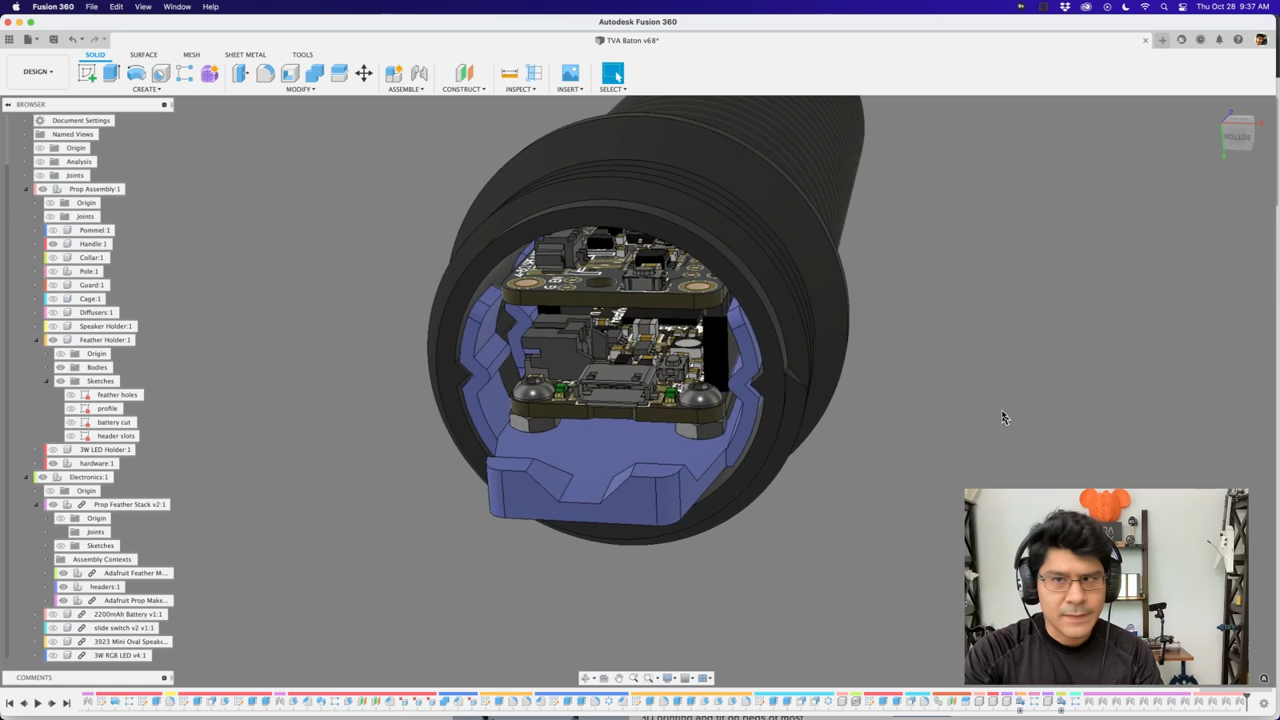 Fusion 360 File Edit View Window Help Thu Oct 28 9:37 AM
Autodesk Fusion 360
TVA Baton v68*
SOLID SURFACE MESH SHEET METAL TOOLS
DESIGN
CREATE MODIFY ASSEMBLE CONSTRUCT INSPECT INSERT SELECT
BROWSER
Document Settings
Named Views
Origin
Analysis
Joints
Prop Assembly:1
Origin
Joints
Pommel:1
Handle:1
Collar:1
Pole:1
Guard:1
Cage:1
Diffusers:1
Speaker Holder:1
Feather Holder:1
Origin
Bodies
Sketches
feather holes
profile
battery cut
header slots
3W LED Holder:1
hardware:1
Electronics:1
Origin
Prop Feather Stack v2:1
Origin
Joints
Sketches
Assembly Contexts
Adafruit Feather M...
headers:1
Adafruit Prop Make...
2200mAh Battery v1:1
slide switch v2 v1:1
3923 Mini Oval Speak...
3W RGB LED v4:1
COMMENTS
BOTTOM